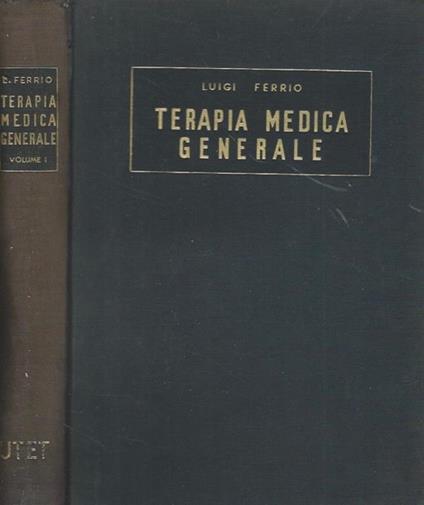 L. FERRIO
TERAPIA
MEDICA
GENERALE
VOLUME I
UTET
LUIGI FERRIO
TERAPIA MEDICA
GENERALE